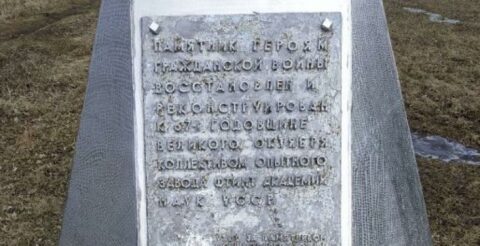 ПАМЯТНИК ГЕРОЯМ
ГРАЖДАНСКОЙ ВОЙНЫ
ВОССТАНОВЛЕН И
РЕКОНСТРУИРОВАН
К 67-Й ГОДОВЩИНЕ
ВЕЛИКОГО ОКТЯБРЯ
КОЛЛЕКТИВОМ ОПЫТНОГО
ЗАВОДА ФТИНТ АКАДЕМИИ
НАУК УССР